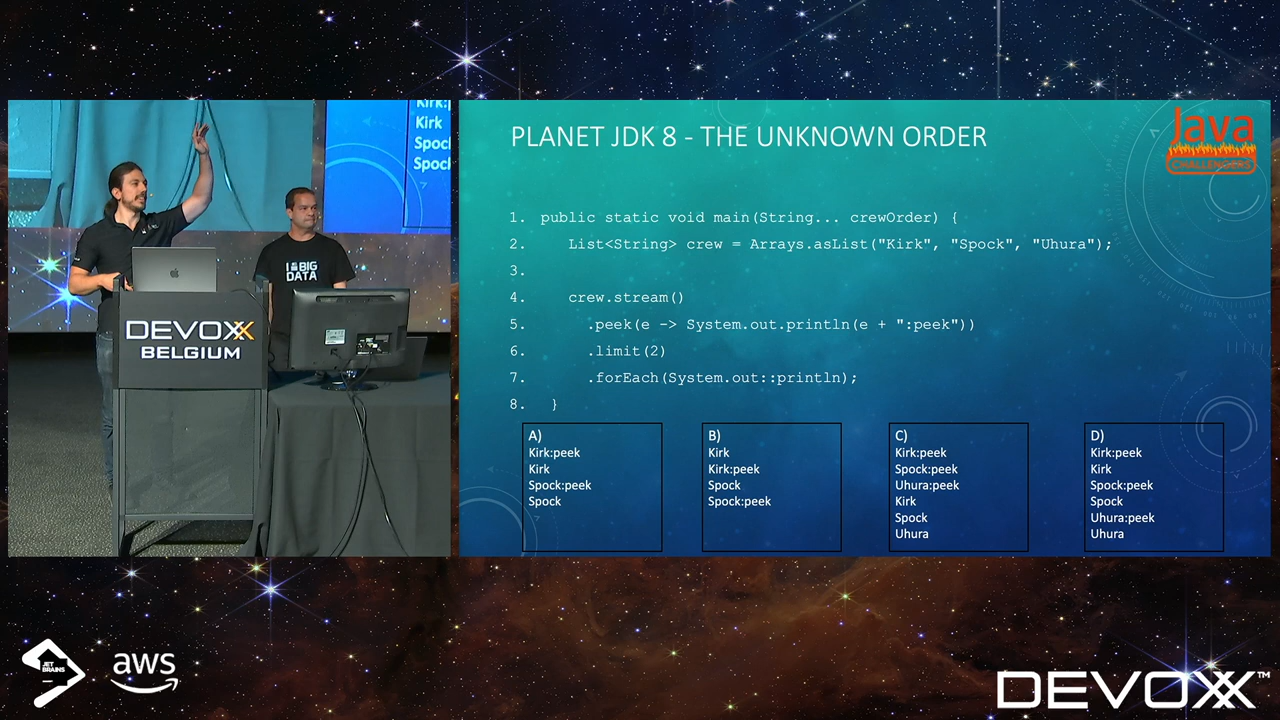 Kirk:
Kirk
Spoc
Spoc
I BIG
DATA
DEVOXX
BELGIUM
PLANET JDK 8 - THE UNKNOWN ORDER
Java
CHALLENGERS
1. public static void main(String... crewOrder) {
2. List<String> crew = Arrays.asList("Kirk", "Spock", "Uhura");
3.
4. crew.stream()
5. .peek(e -> System.out.println(e + ":peek"))
6. .limit(2)
7. .forEach(System.out::println);
8. }
A)
Kirk:peek
Kirk
Spock:peek
Spock
B)
Kirk
Kirk:peek
Spock
Spock:peek
C)
Kirk:peek
Spock:peek
Uhura:peek
Kirk
Spock
Uhura
D)
Kirk:peek
Kirk
Spock:peek
Spock
Uhura:peek
Uhura
JET
BRAINS
aws
DEVOXX™